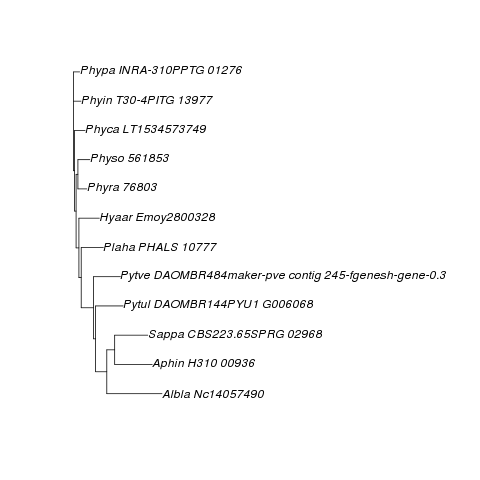 Phypa INRA-310PPTG 01276
Phyin T30-4PITG 13977
Phyca LT1534573749
Physo 561853
Phyra 76803
Hyaar Emoy2800328
Plaha PHALS 10777
Pytve DAOMBR484maker-pve contig 245-fgenesh-gene-0.3
Pytul DAOMBR144PYU1 G006068
Sappa CBS223.65SPRG 02968
Aphin H310 00936
Albla Nc14057490